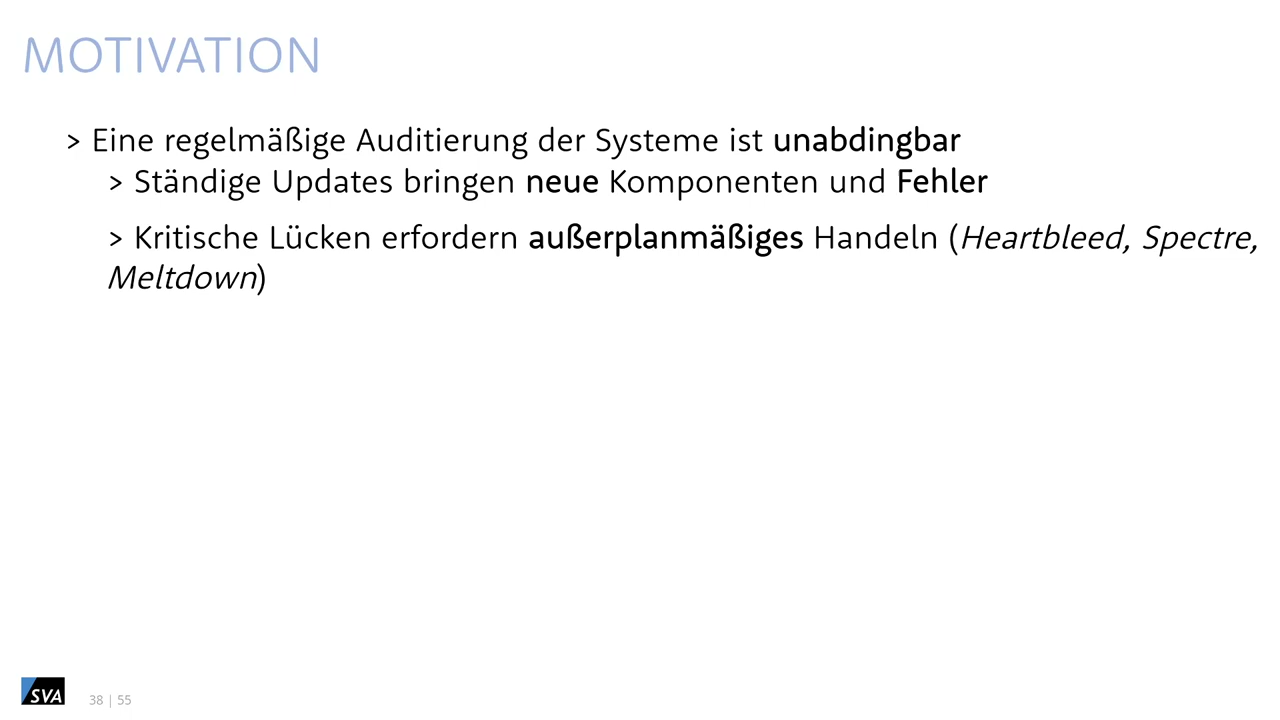 MOTIVATION
> Eine regelmäßige Auditierung der Systeme ist unabdingbar
> Ständige Updates bringen neue Komponenten und Fehler
> Kritische Lücken erfordern außerplanmäßiges Handeln (Heartbleed, Spectre,
Meltdown)
SVA
38 | 55